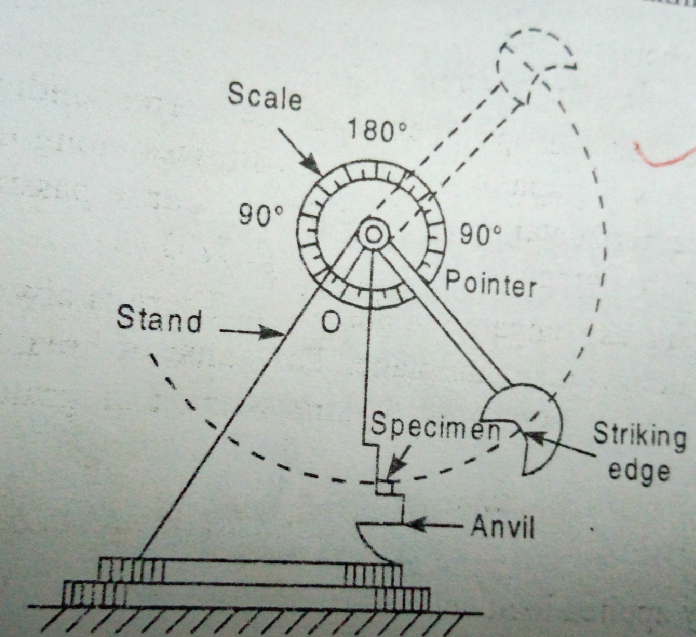 Scale
180°
90°
90°
Pointer
Stand
O
Specimen
Striking
edge
Anvil